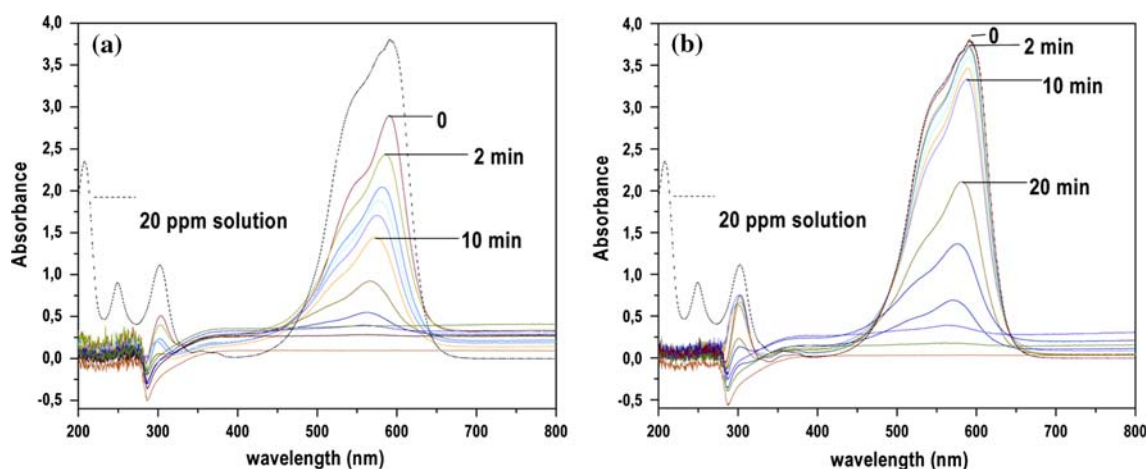 (a)
4,0
3,5
3,0
2,5
2,0
1,5
1,0
0,5
0,0
-0,5
Absorbance
0
2 min
10 min
20 ppm solution
200 300 400 500 600 700 800
wavelength (nm)
(b)
4,0
3,5
3,0
2,5
2,0
1,5
1,0
0,5
0,0
-0,5
Absorbance
0
2 min
10 min
20 min
20 ppm solution
200 300 400 500 600 700 800
wavelength (nm)